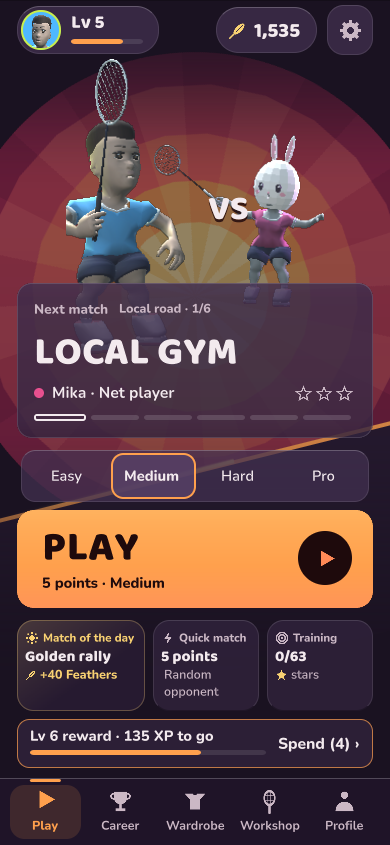 Lv 5
1,535
VS
Next match Local road · 1/6
LOCAL GYM
Mika · Net player
Easy Medium Hard Pro
PLAY
5 points · Medium
Match of the day
Golden rally
+40 Feathers
Quick match
5 points
Random
opponent
Training
0/63
stars
Lv 6 reward · 135 XP to go
Spend (4) ›
Play Career Wardrobe Workshop Profile